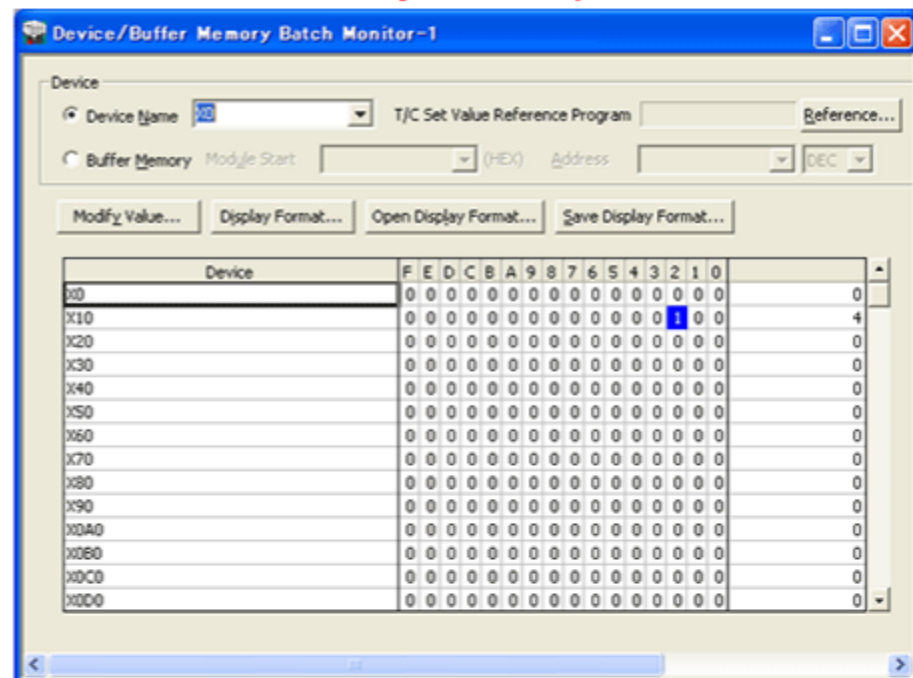 Device/Buffer Memory Batch Monitor-1
Device
Device Name X0 T/C Set Value Reference Program Reference...
Buffer Memory Module Start (HEX) Address DEC
Modify Value... Display Format... Open Display Format... Save Display Format...
Device F E D C B A 9 8 7 6 5 4 3 2 1 0
X0 0 0 0 0 0 0 0 0 0 0 0 0 0 0 0 0 0
X10 0 0 0 0 0 0 0 0 0 0 0 0 0 1 0 0 4
X20 0 0 0 0 0 0 0 0 0 0 0 0 0 0 0 0 0
X30 0 0 0 0 0 0 0 0 0 0 0 0 0 0 0 0 0
X40 0 0 0 0 0 0 0 0 0 0 0 0 0 0 0 0 0
X50 0 0 0 0 0 0 0 0 0 0 0 0 0 0 0 0 0
X60 0 0 0 0 0 0 0 0 0 0 0 0 0 0 0 0 0
X70 0 0 0 0 0 0 0 0 0 0 0 0 0 0 0 0 0
X80 0 0 0 0 0 0 0 0 0 0 0 0 0 0 0 0 0
X90 0 0 0 0 0 0 0 0 0 0 0 0 0 0 0 0 0
X0A0 0 0 0 0 0 0 0 0 0 0 0 0 0 0 0 0 0
X0B0 0 0 0 0 0 0 0 0 0 0 0 0 0 0 0 0 0
X0C0 0 0 0 0 0 0 0 0 0 0 0 0 0 0 0 0 0
X0D0 0 0 0 0 0 0 0 0 0 0 0 0 0 0 0 0 0